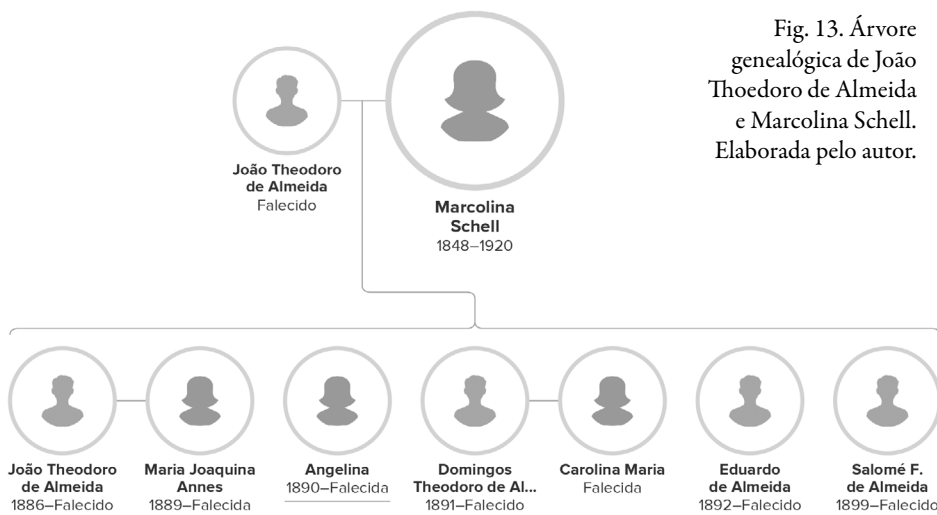 Fig. 13. Árvore
genealógica de João
Thoedoro de Almeida
e Marcolina Schell.
Elaborada pelo autor.
João Theodoro
de Almeida
Falecido
Marcolina
Schell
1848–1920
João Theodoro
de Almeida
1886–Falecido
Maria Joaquina
Annes
1889–Falecida
Angelina
1890–Falecida
Domingos
Theodoro de Al...
1891–Falecido
Carolina Maria
Falecida
Eduardo
de Almeida
1892–Falecido
Salomé F.
de Almeida
1899–Falecido